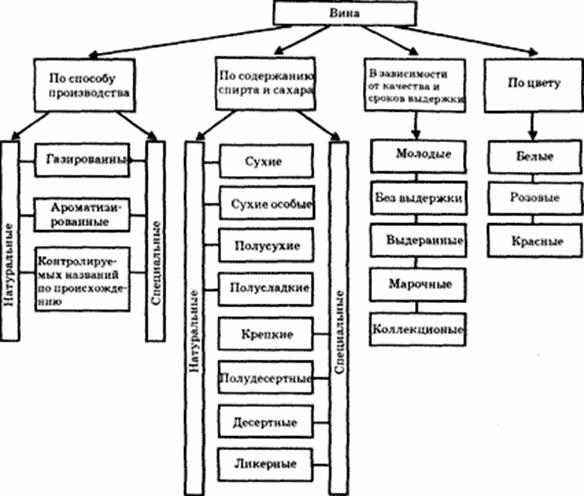 Вина
По способу
производства
По содержанию
спирта и сахара
В зависимости
от качества и
сроков выдержки
По цвету
Натуральные
Газированные
Ароматизи-
рованные
Контролируе-
мых названий
по происхожде-
нию
Специальные
Натуральные
Сухие
Сухие особые
Полусухие
Полусладкие
Крепкие
Полудесертные
Десертные
Ликерные
Специальные
Молодые
Без выдержки
Выдеранные
Марочные
Коллекционые
Белые
Розовые
Красные